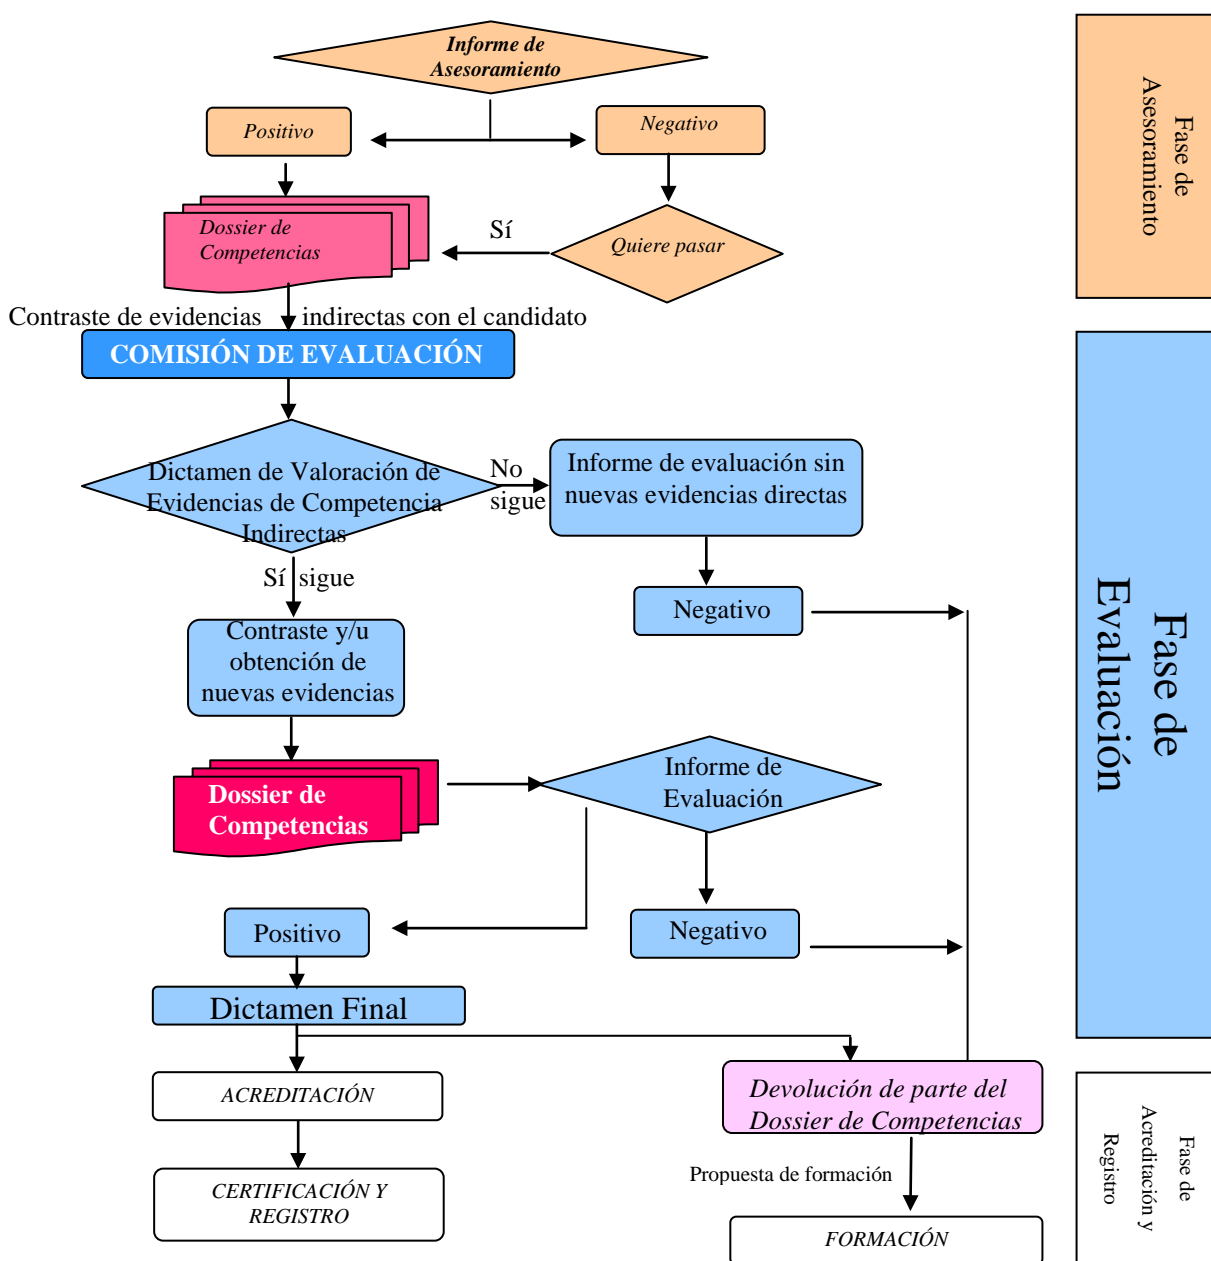 Informe de
Asesoramiento
Positivo
Negativo
Dossier de
Competencias
Sí
Quiere pasar
Contraste de evidencias indirectas con el candidato
COMISIÓN DE EVALUACIÓN
Dictamen de Valoración de
Evidencias de Competencia
Indirectas
No
sigue
Informe de evaluación sin
nuevas evidencias directas
Negativo
Sí sigue
Contraste y/u
obtención de
nuevas evidencias
Dossier de
Competencias
Informe de
Evaluación
Positivo
Negativo
Dictamen Final
ACREDITACIÓN
CERTIFICACIÓN Y
REGISTRO
Devolución de parte del
Dossier de Competencias
Propuesta de formación
FORMACIÓN
Fase de
Asesoramiento
Fase de
Evaluación
Fase de
Acreditación y
Registro